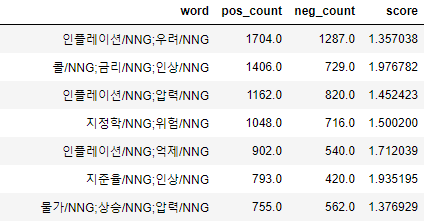 word pos_count neg_count score
인플레이션/NNG;우려/NNG 1704.0 1287.0 1.357038
콜/NNG;금리/NNG;인상/NNG 1406.0 729.0 1.976782
인플레이션/NNG;압력/NNG 1162.0 820.0 1.452423
지정학/NNG;위험/NNG 1048.0 716.0 1.500200
인플레이션/NNG;억제/NNG 902.0 540.0 1.712039
지준율/NNG;인상/NNG 793.0 420.0 1.935195
물가/NNG;상승/NNG;압력/NNG 755.0 562.0 1.376929